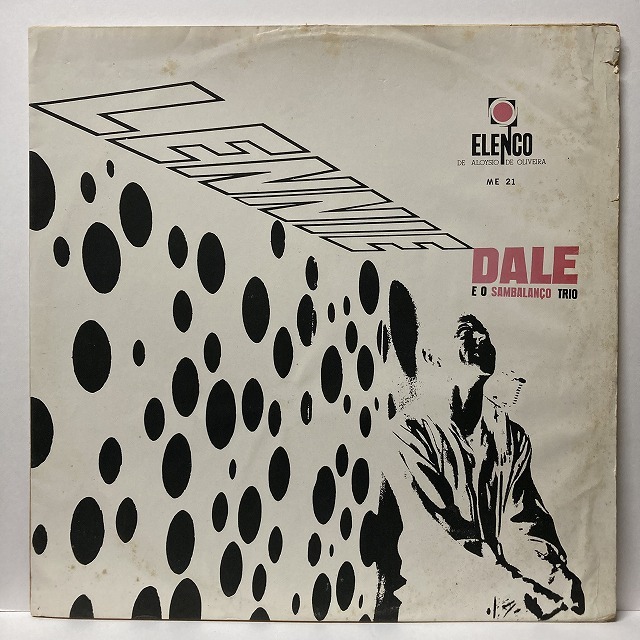 ELENCO
DE ALOYSIO DE OLIVEIRA
ME 21
LENNIE
DALE
E O SAMBALANÇO TRIO